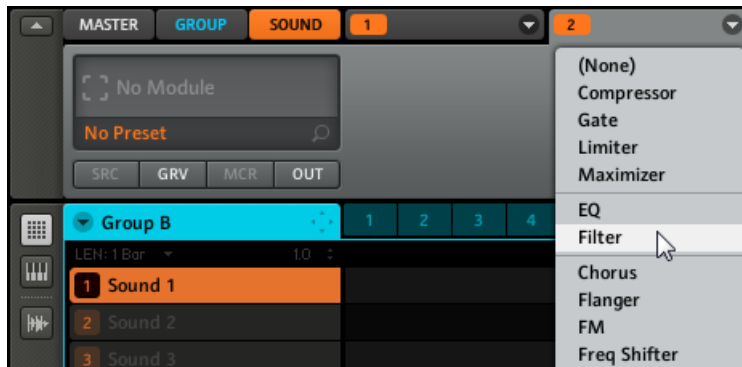 MASTER GROUP SOUND 1 2
No Module
No Preset
SRC GRV MCR OUT
(None)
Compressor
Gate
Limiter
Maximizer
EQ
Filter
Chorus
Flanger
FM
Freq Shifter
Group B 1 2 3 4
LEN: 1 Bar 1.0
1 Sound 1
2 Sound 2
3 Sound 3